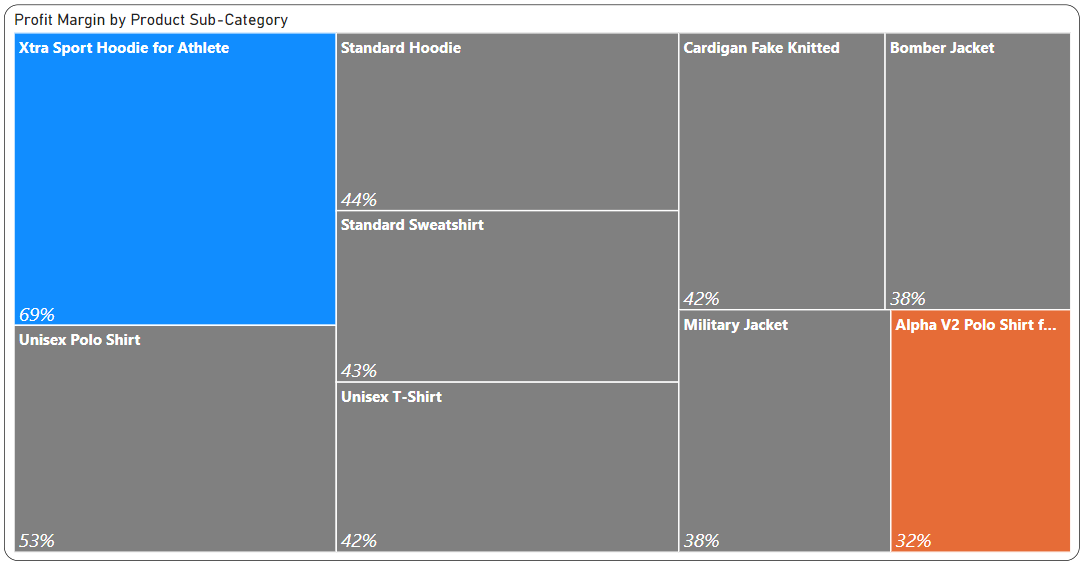 Profit Margin by Product Sub-Category
Xtra Sport Hoodie for Athlete
69%
Unisex Polo Shirt
53%
Standard Hoodie
44%
Standard Sweatshirt
43%
Unisex T-Shirt
42%
Cardigan Fake Knitted
42%
Bomber Jacket
38%
Military Jacket
38%
Alpha V2 Polo Shirt f...
32%